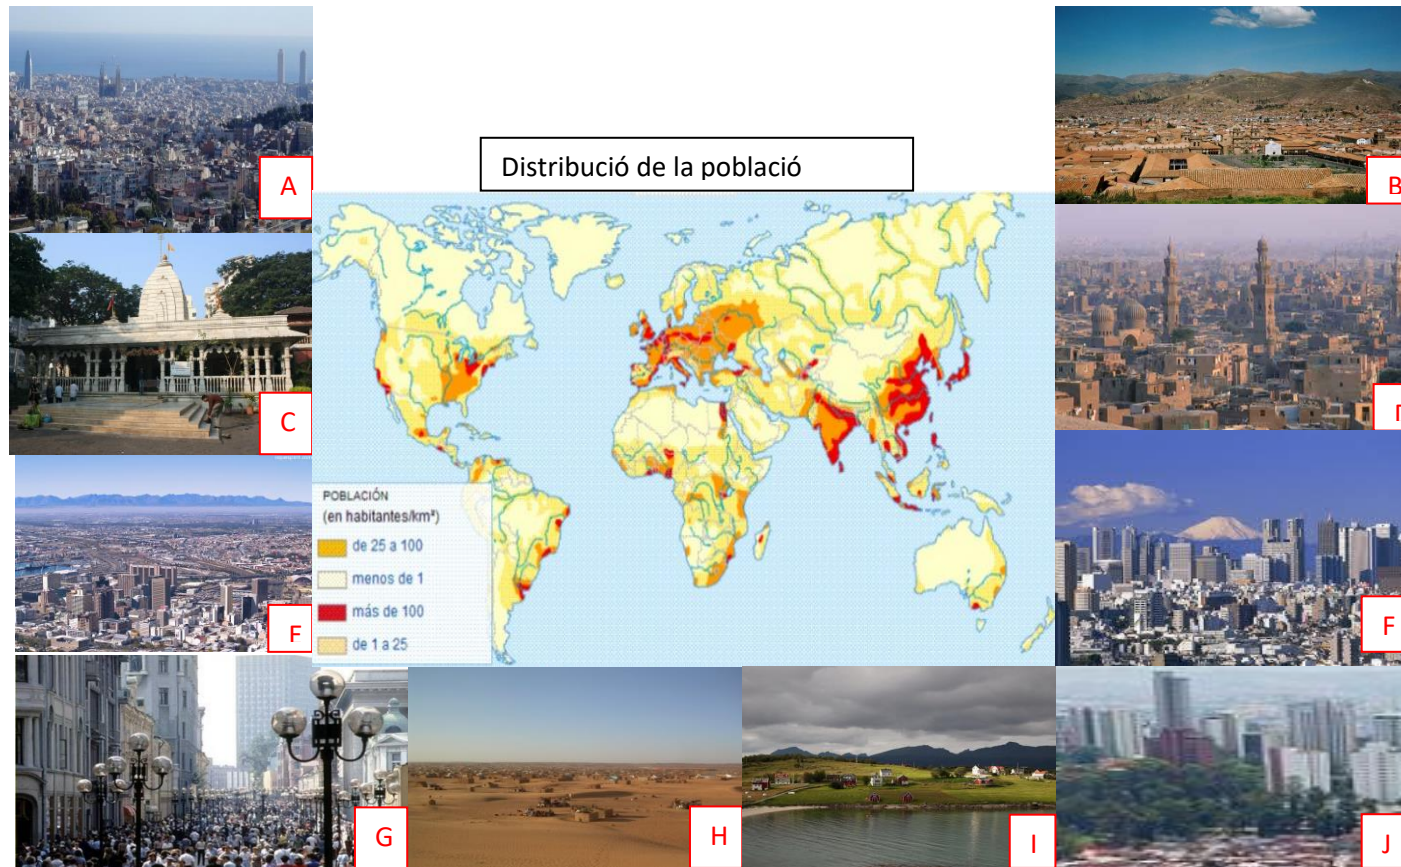 A
B
Distribució de la població
C
POBLACIÓN
(en habitantes/km²)
de 25 a 100
menos de 1
más de 100
de 1 a 25
F
F
G
H
I
J